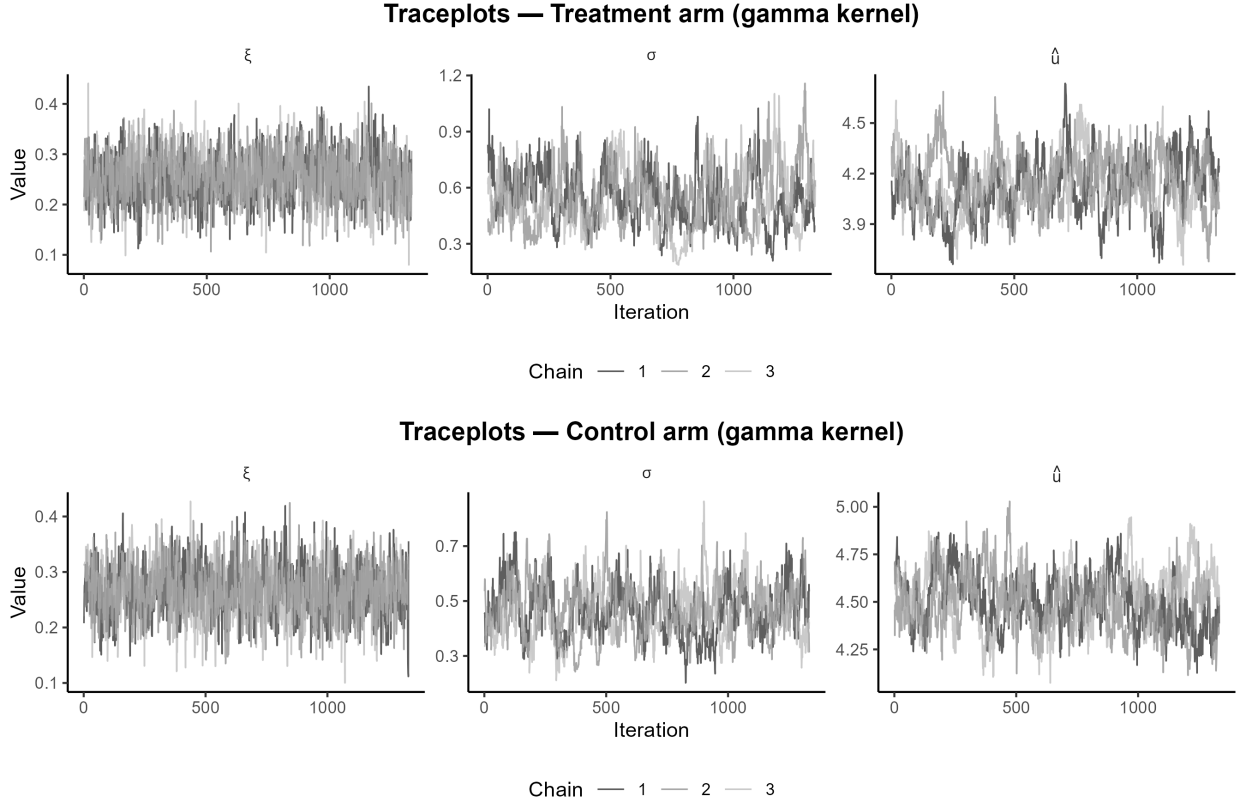 Traceplots — Treatment arm (gamma kernel)
ξ
σ
û
Value
0.4
0.3
0.2
0.1
1.2
0.9
0.6
0.3
4.5
4.2
3.9
0 500 1000
0 500 1000
0 500 1000
Iteration
Chain 1 2 3
Traceplots — Control arm (gamma kernel)
ξ
σ
û
Value
0.4
0.3
0.2
0.1
0.7
0.5
0.3
5.00
4.75
4.50
4.25
0 500 1000
0 500 1000
0 500 1000
Iteration
Chain 1 2 3